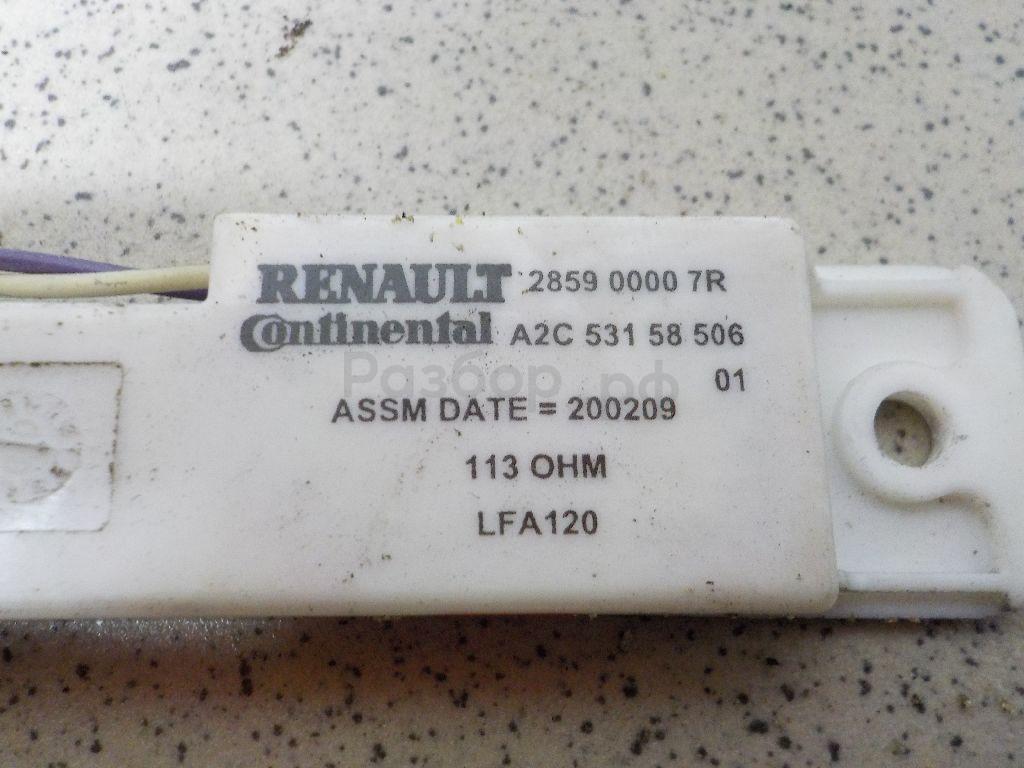 RENAULT 2859 0000 7R
Continental A2C 531 58 506
01
Разбор.рф
ASSM DATE = 200209
113 OHM
LFA120